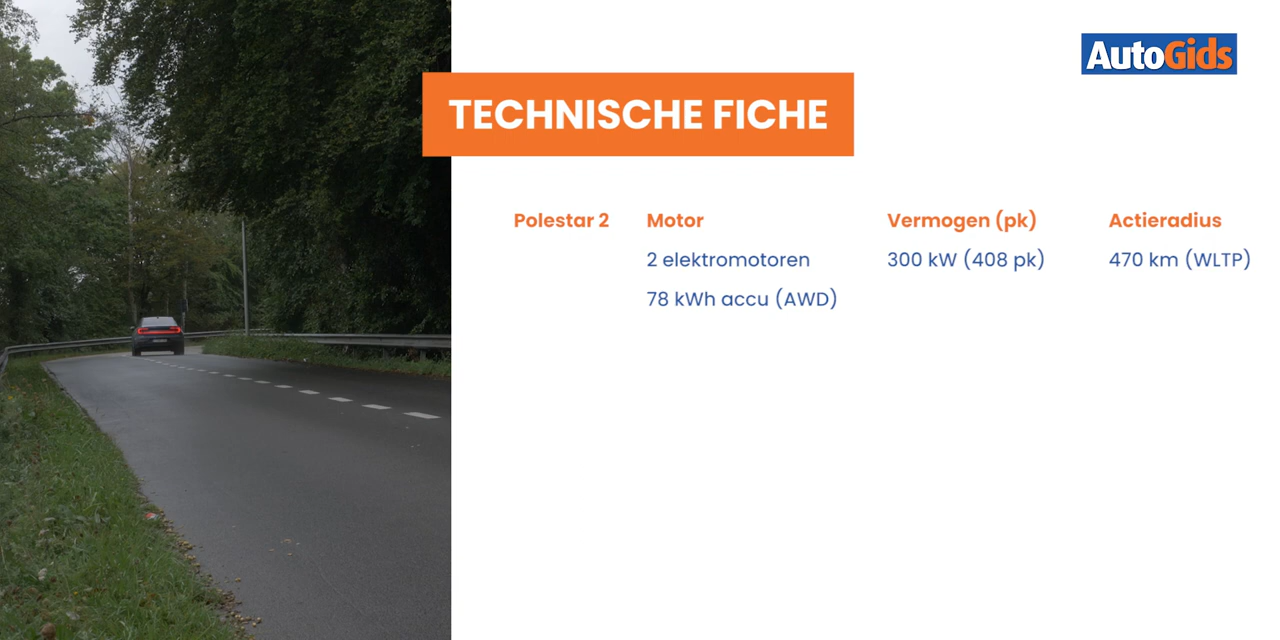 AutoGids
TECHNISCHE FICHE
Polestar 2 Motor Vermogen (pk) Actieradius
2 elektromotoren 300 kW (408 pk) 470 km (WLTP)
78 kWh accu (AWD)